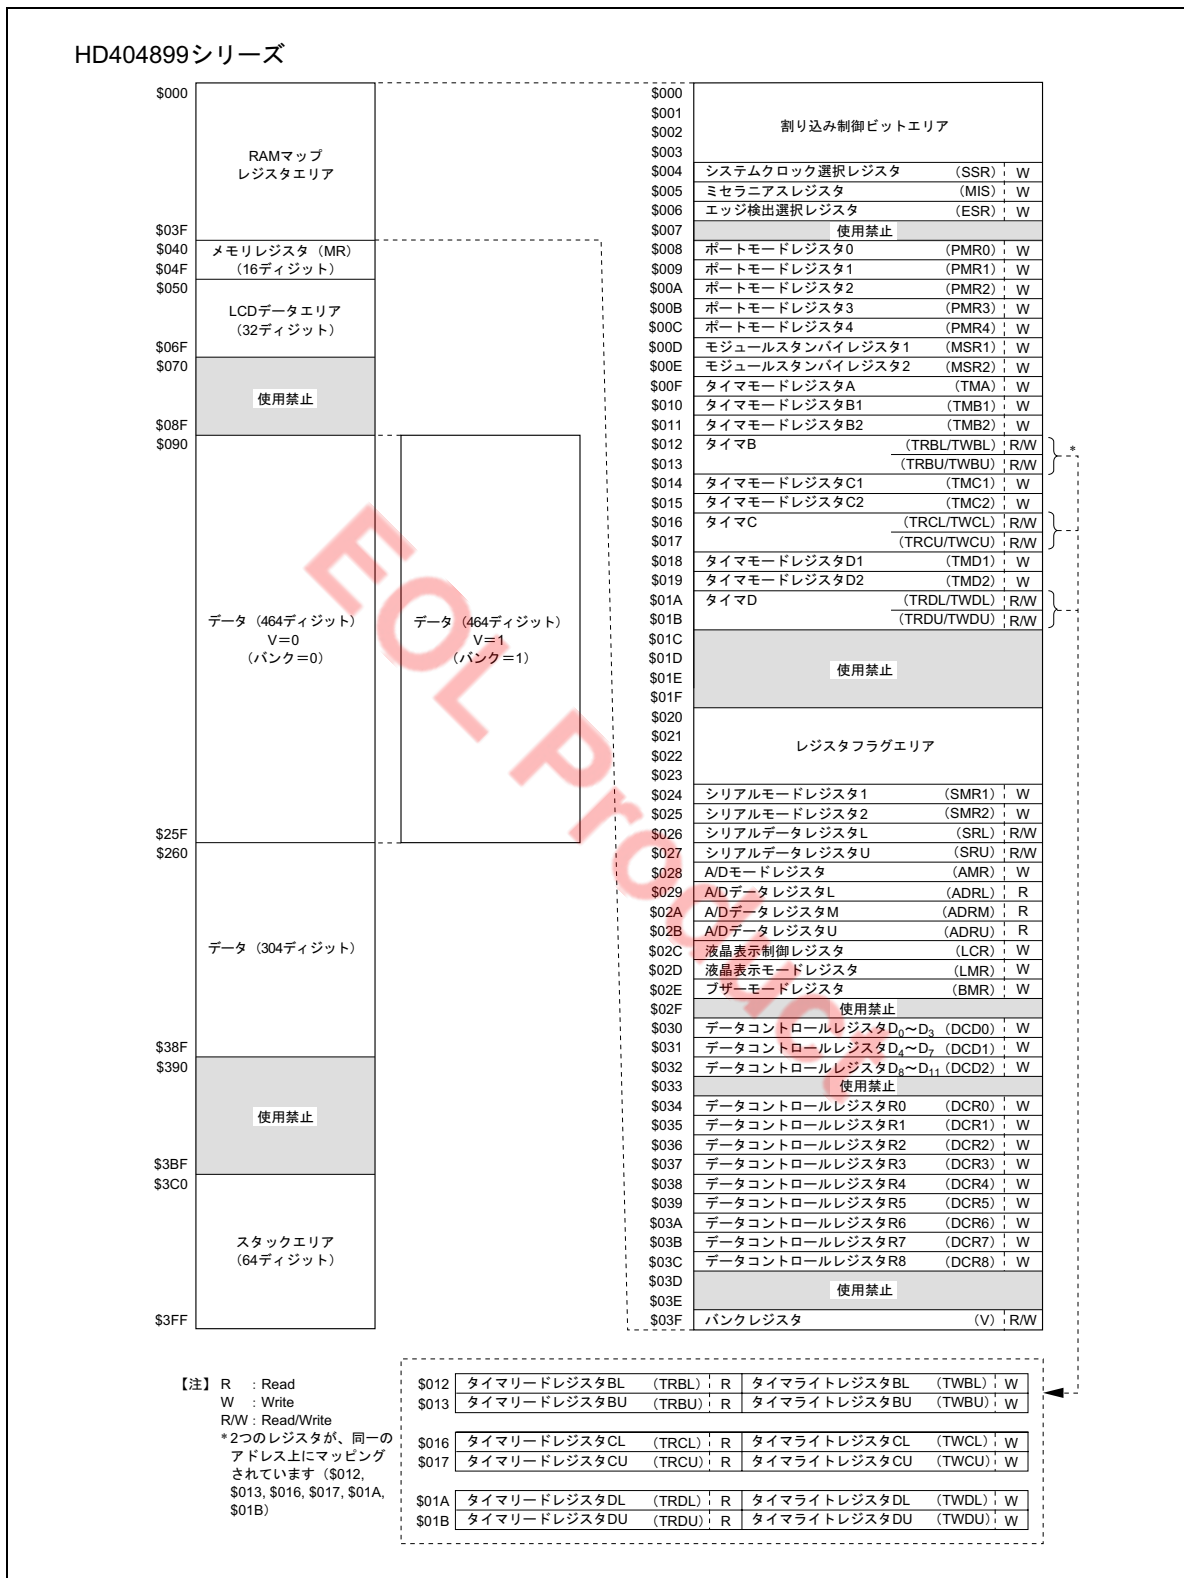 HD404899シリーズ
$000
RAMマップ
レジスタエリア
$03F
$040
メモリレジスタ（MR）
$04F
（16ディジット）
$050
LCDデータエリア
（32ディジット）
$06F
$070
使用禁止
$08F
$090
データ（464ディジット）
V＝0
（バンク＝0）
データ（464ディジット）
V＝1
（バンク＝1）
$25F
$260
データ（304ディジット）
$38F
$390
使用禁止
$3BF
$3C0
スタックエリア
（64ディジット）
$3FF
$000
$001
割り込み制御ビットエリア
$002
$003
$004 システムクロック選択レジスタ （SSR） W
$005 ミセラニアスレジスタ （MIS） W
$006 エッジ検出選択レジスタ （ESR） W
$007 使用禁止
$008 ポートモードレジスタ0 （PMR0） W
$009 ポートモードレジスタ1 （PMR1） W
$00A ポートモードレジスタ2 （PMR2） W
$00B ポートモードレジスタ3 （PMR3） W
$00C ポートモードレジスタ4 （PMR4） W
$00D モジュールスタンバイレジスタ1 （MSR1） W
$00E モジュールスタンバイレジスタ2 （MSR2） W
$00F タイマモードレジスタA （TMA） W
$010 タイマモードレジスタB1 （TMB1） W
$011 タイマモードレジスタB2 （TMB2） W
$012 タイマB （TRBL/TWBL） R/W *
$013 （TRBU/TWBU） R/W
$014 タイマモードレジスタC1 （TMC1） W
$015 タイマモードレジスタC2 （TMC2） W
$016 タイマC （TRCL/TWCL） R/W
$017 （TRCU/TWCU） R/W
$018 タイマモードレジスタD1 （TMD1） W
$019 タイマモードレジスタD2 （TMD2） W
$01A タイマD （TRDL/TWDL） R/W
$01B （TRDU/TWDU） R/W
$01C
$01D
使用禁止
$01E
$01F
$020
$021
レジスタフラグエリア
$022
$023
$024 シリアルモードレジスタ1 （SMR1） W
$025 シリアルモードレジスタ2 （SMR2） W
$026 シリアルデータレジスタL （SRL） R/W
$027 シリアルデータレジスタU （SRU） R/W
$028 A/Dモードレジスタ （AMR） W
$029 A/DデータレジスタL （ADRL） R
$02A A/DデータレジスタM （ADRM） R
$02B A/DデータレジスタU （ADRU） R
$02C 液晶表示制御レジスタ （LCR） W
$02D 液晶表示モードレジスタ （LMR） W
$02E ブザーモードレジスタ （BMR） W
$02F 使用禁止
$030 データコントロールレジスタD0～D3 （DCD0） W
$031 データコントロールレジスタD4～D7 （DCD1） W
$032 データコントロールレジスタD8～D11 （DCD2） W
$033 使用禁止
$034 データコントロールレジスタR0 （DCR0） W
$035 データコントロールレジスタR1 （DCR1） W
$036 データコントロールレジスタR2 （DCR2） W
$037 データコントロールレジスタR3 （DCR3） W
$038 データコントロールレジスタR4 （DCR4） W
$039 データコントロールレジスタR5 （DCR5） W
$03A データコントロールレジスタR6 （DCR6） W
$03B データコントロールレジスタR7 （DCR7） W
$03C データコントロールレジスタR8 （DCR8） W
$03D
使用禁止
$03E
$03F バンクレジスタ （V） R/W
EOL Product
【注】 R : Read
W : Write
R/W : Read/Write
*2つのレジスタが、同一の
アドレス上にマッピング
されています（$012,
$013, $016, $017, $01A,
$01B）
$012 タイマリードレジスタBL （TRBL） R タイマライトレジスタBL （TWBL） W
$013 タイマリードレジスタBU （TRBU） R タイマライトレジスタBU （TWBU） W
$016 タイマリードレジスタCL （TRCL） R タイマライトレジスタCL （TWCL） W
$017 タイマリードレジスタCU （TRCU） R タイマライトレジスタCU （TWCU） W
$01A タイマリードレジスタDL （TRDL） R タイマライトレジスタDL （TWDL） W
$01B タイマリードレジスタDU （TRDU） R タイマライトレジスタDU （TWDU） W